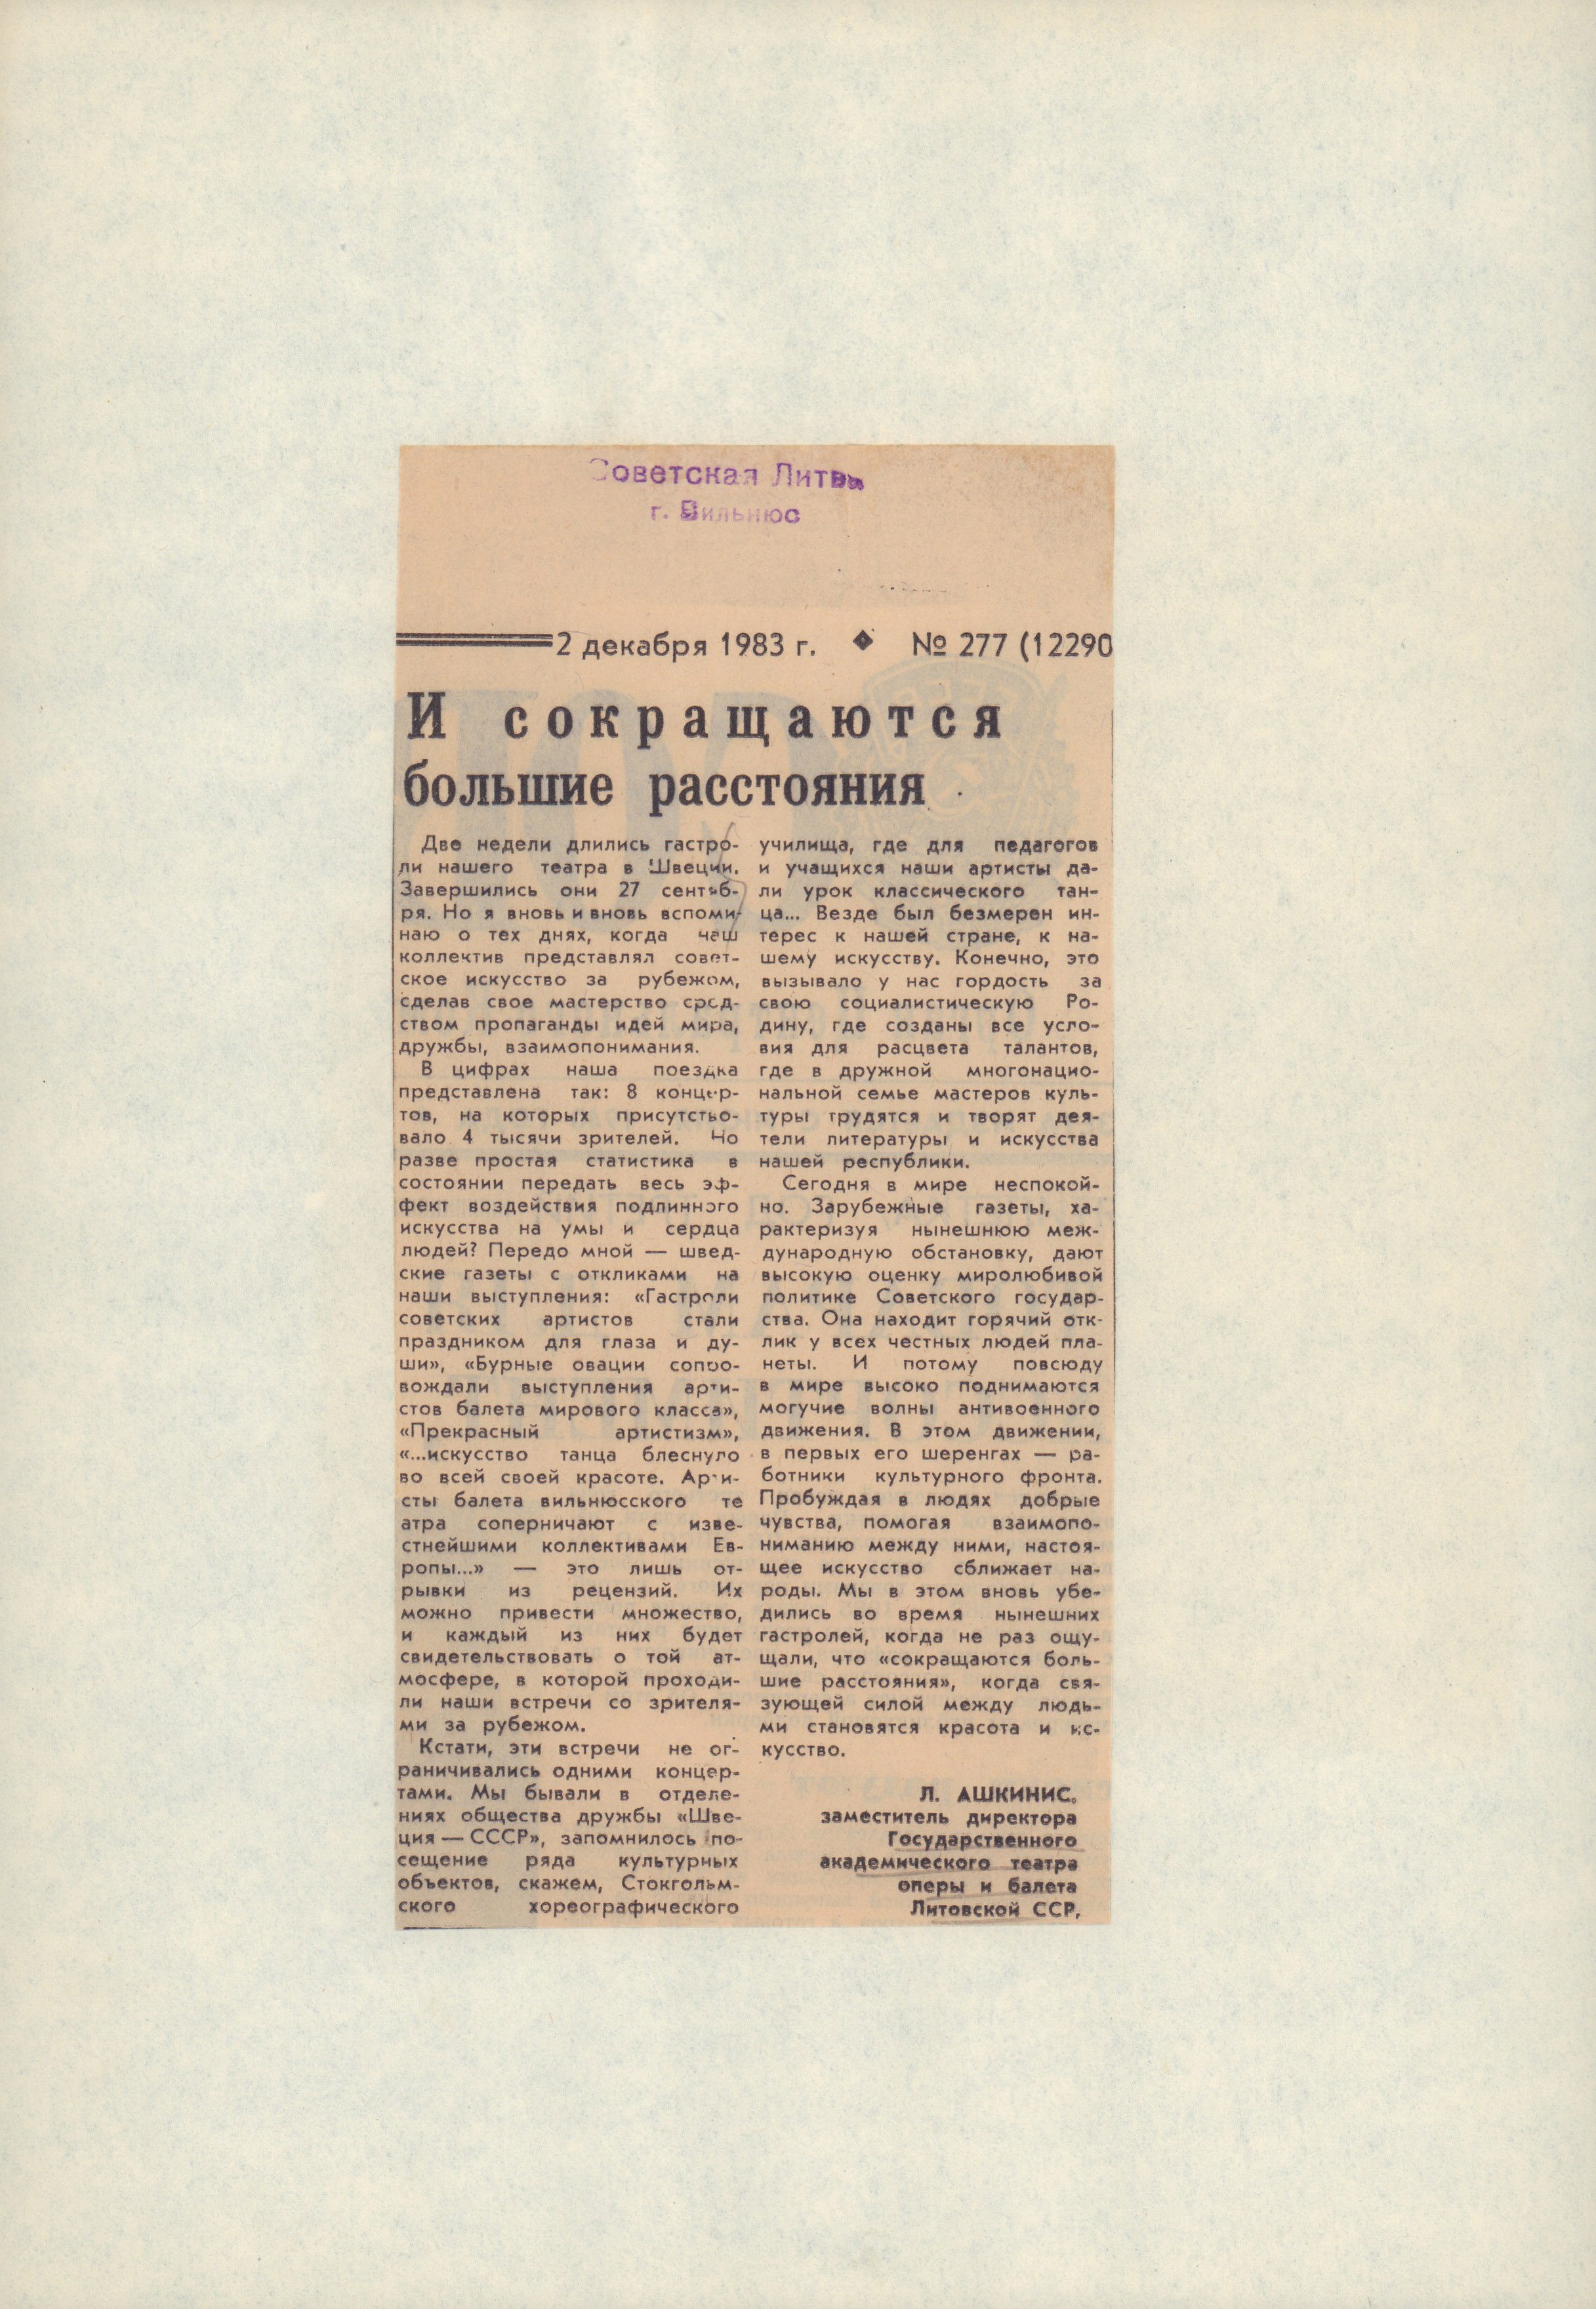 Советская Литва
г. Вильнюс
2 декабря 1983 г. ◆ № 277 (12290
И сокращаются
большие расстояния
Две недели длились гастро-
ли нашего театра в Швеции.
Завершились они 27 сентяб-
ря. Но я вновь и вновь вспоми-
наю о тех днях, когда наш
коллектив представлял совет-
ское искусство за рубежом,
сделав свое мастерство сред-
ством пропаганды идей мира,
дружбы, взаимопонимания.
В цифрах наша поездка
представлена так: 8 концер-
тов, на которых присутство-
вало 4 тысячи зрителей. Но
разве простая статистика в
состоянии передать весь эф-
фект воздействия подлинного
искусства на умы и сердца
людей? Передо мной — швед-
ские газеты с откликами на
наши выступления: «Гастроли
советских артистов стали
праздником для глаза и ду-
ши», «Бурные овации сопро-
вождали выступления арти-
стов балета мирового класса»,
«Прекрасный артистизм»,
«...искусство танца блеснуло
во всей своей красоте. Арти-
сты балета вильнюсского те
атра соперничают с изве-
стнейшими коллективами Ев-
ропы...» — это лишь от-
рывки из рецензий. Их
можно привести множество,
и каждый из них будет
свидетельствовать о той ат-
мосфере, в которой проходи-
ли наши встречи со зрителя-
ми за рубежом.
Кстати, эти встречи не ог-
раничивались одними концер-
тами. Мы бывали в отделе-
ниях общества дружбы «Шве-
ция — СССР», запомнилось по-
сещение ряда культурных
объектов, скажем, Стокгольм-
ского хореографического
училища, где для педагогов
и учащихся наши артисты да-
ли урок классического тан-
ца... Везде был безмерен ин-
терес к нашей стране, к на-
шему искусству. Конечно, это
вызывало у нас гордость за
свою социалистическую Ро-
дину, где созданы все усло-
вия для расцвета талантов,
где в дружной многонацио-
нальной семье мастеров куль-
туры трудятся и творят дея-
тели литературы и искусства
нашей республики.
Сегодня в мире неспокой-
но. Зарубежные газеты, ха-
рактеризуя нынешнюю меж-
дународную обстановку, дают
высокую оценку миролюбивой
политике Советского государ-
ства. Она находит горячий отк-
лик у всех честных людей пла-
неты. И потому повсюду
в мире высоко поднимаются
могучие волны антивоенного
движения. В этом движении,
в первых его шеренгах — ра-
ботники культурного фронта.
Пробуждая в людях добрые
чувства, помогая взаимопо-
ниманию между ними, настоя-
щее искусство сближает на-
роды. Мы в этом вновь убе-
дились во время нынешних
гастролей, когда не раз ощу-
щали, что «сокращаются боль-
шие расстояния», когда свя-
зующей силой между людь-
ми становятся красота и ис-
кусство.
Л. АШКИНИС.
заместитель директора
Государственного
академического театра
оперы и балета
Литовской ССР,